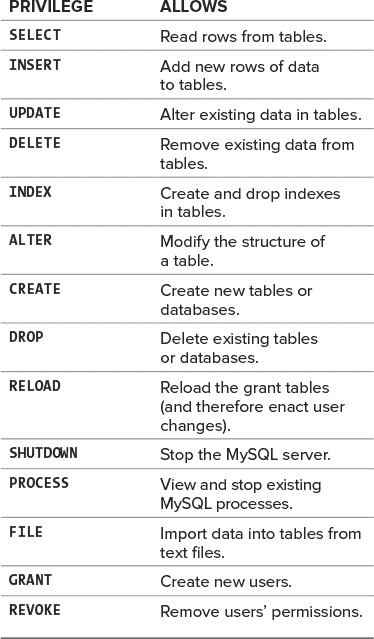 PRIVILEGE ALLOWS
SELECT Read rows from tables.
INSERT Add new rows of data
to tables.
UPDATE Alter existing data in tables.
DELETE Remove existing data from
tables.
INDEX Create and drop indexes
in tables.
ALTER Modify the structure of
a table.
CREATE Create new tables or
databases.
DROP Delete existing tables
or databases.
RELOAD Reload the grant tables
(and therefore enact user
changes).
SHUTDOWN Stop the MySQL server.
PROCESS View and stop existing
MySQL processes.
FILE Import data into tables from
text files.
GRANT Create new users.
REVOKE Remove users’ permissions.